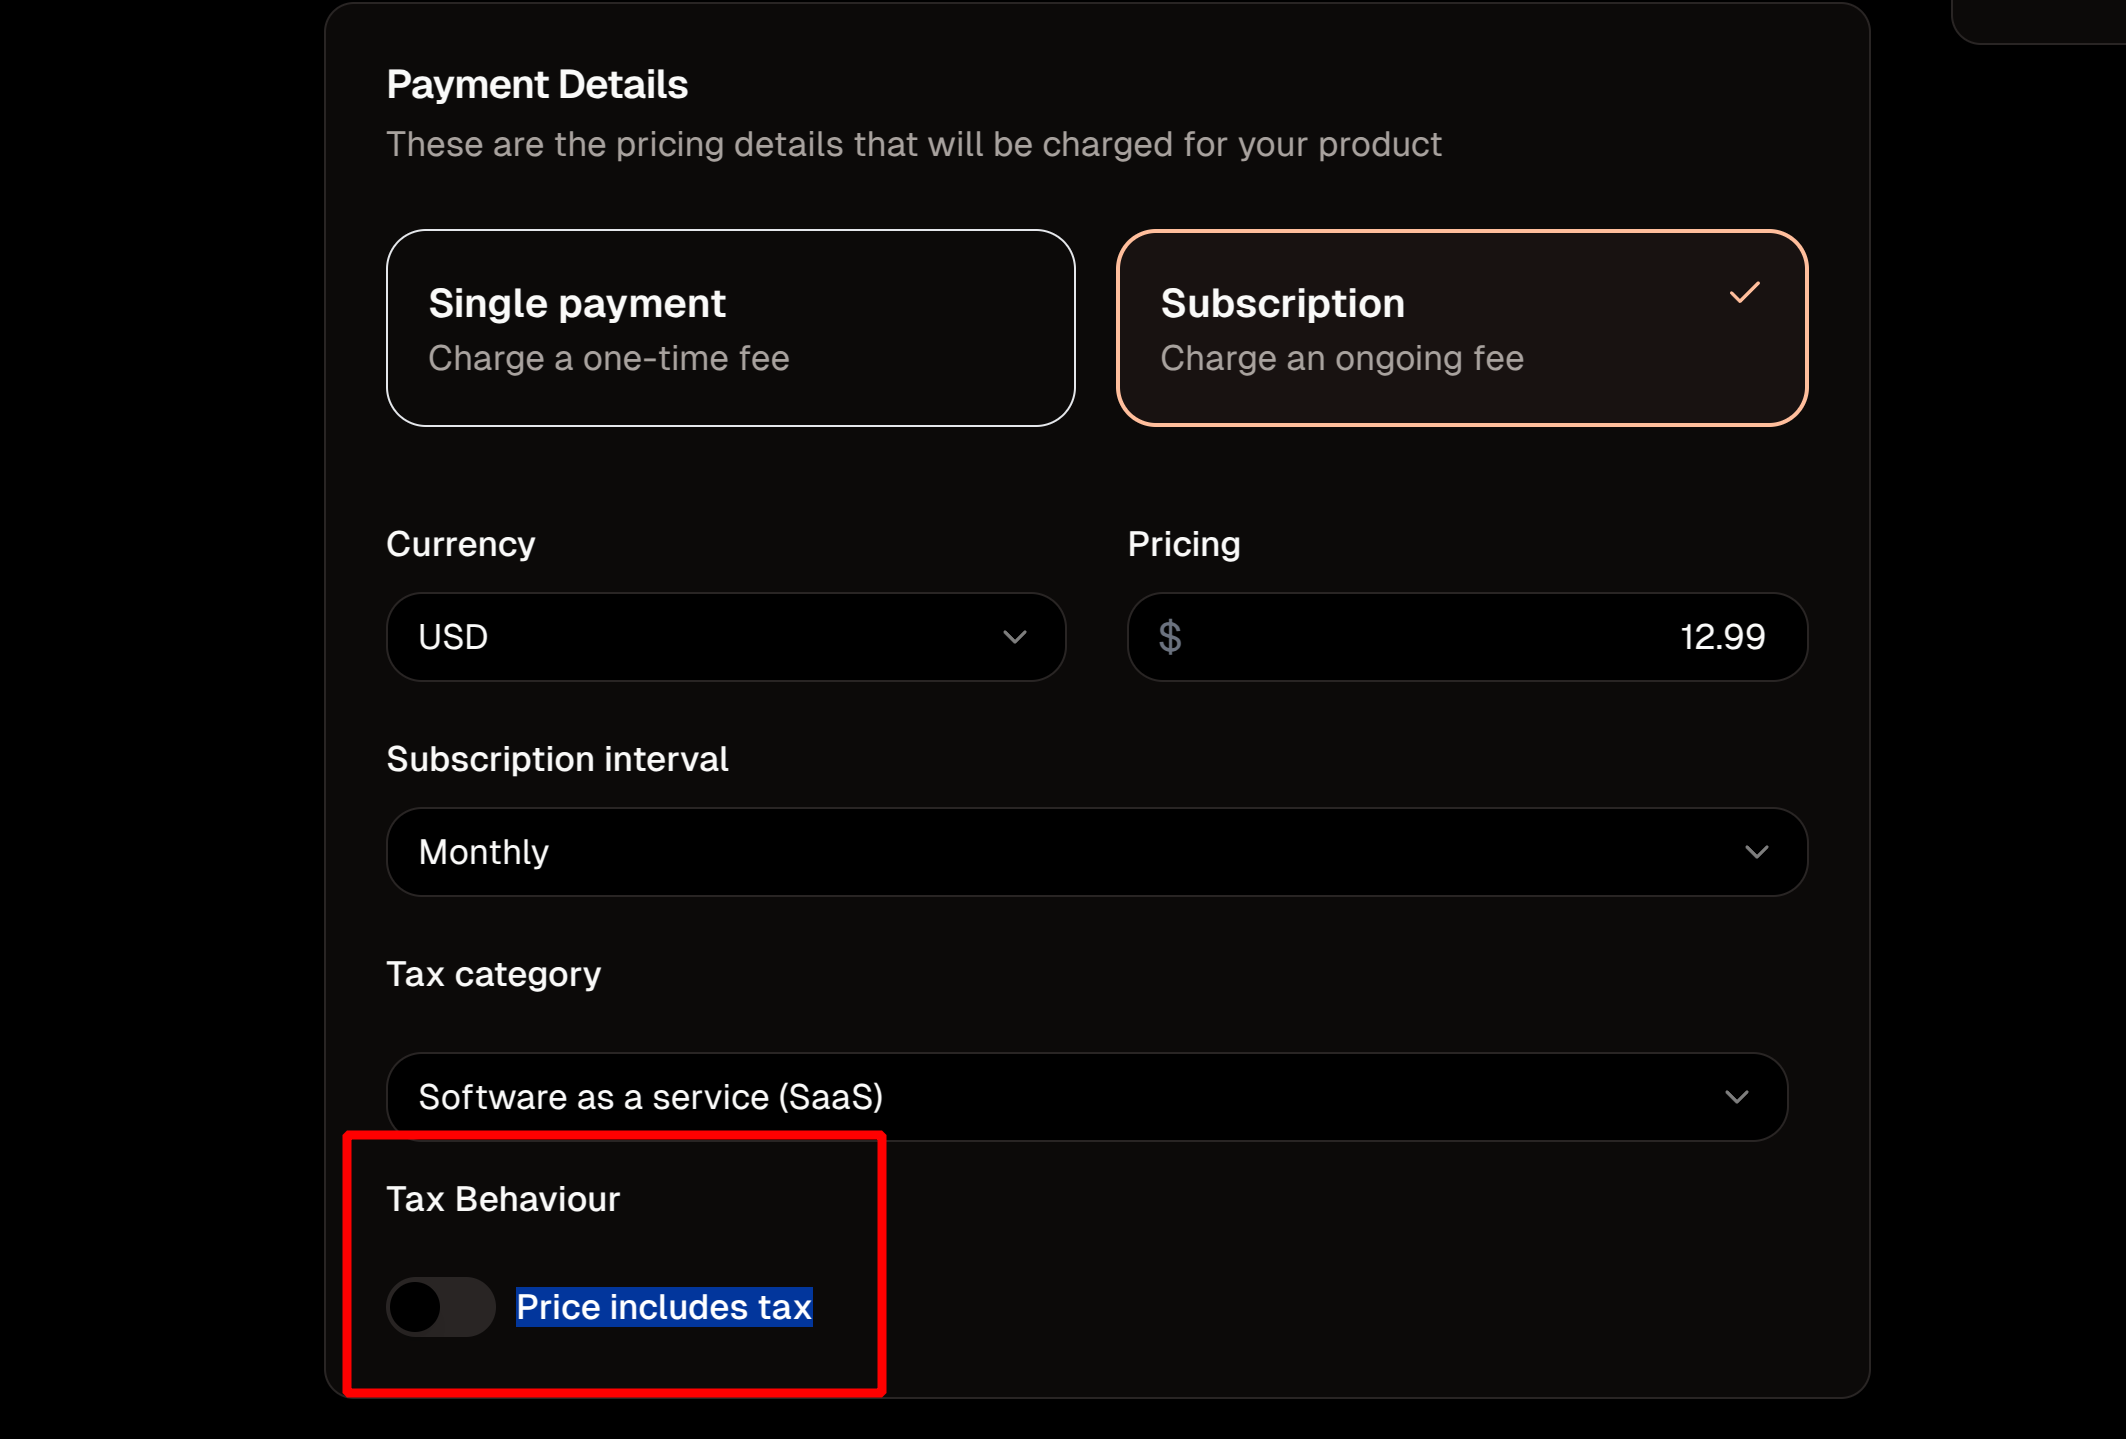 Payment Details
These are the pricing details that will be charged for your product
Single payment
Charge a one-time fee
Subscription
Charge an ongoing fee
Currency
USD
Pricing
$ 12.99
Subscription interval
Monthly
Tax category
Software as a service (SaaS)
Tax Behaviour
Price includes tax